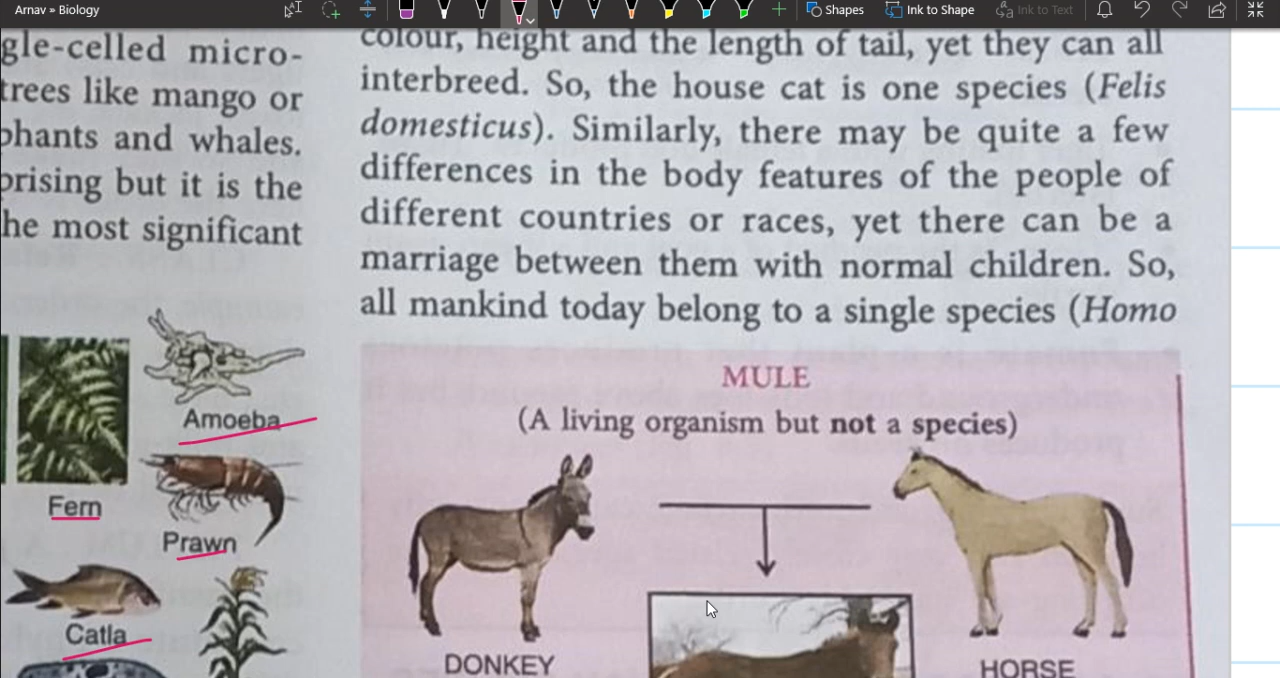 Arnav » Biology
Shapes
Ink to Shape
Ink to Text
gle-celled micro-
trees like mango or
phants and whales.
prising but it is the
he most significant
Amoeba
Fern
Prawn
Catla
colour, height and the length of tail, yet they can all
interbreed. So, the house cat is one species (Felis
domesticus). Similarly, there may be quite a few
differences in the body features of the people of
different countries or races, yet there can be a
marriage between them with normal children. So,
all mankind today belong to a single species (Homo
MULE
(A living organism but not a species)
DONKEY
HORSE